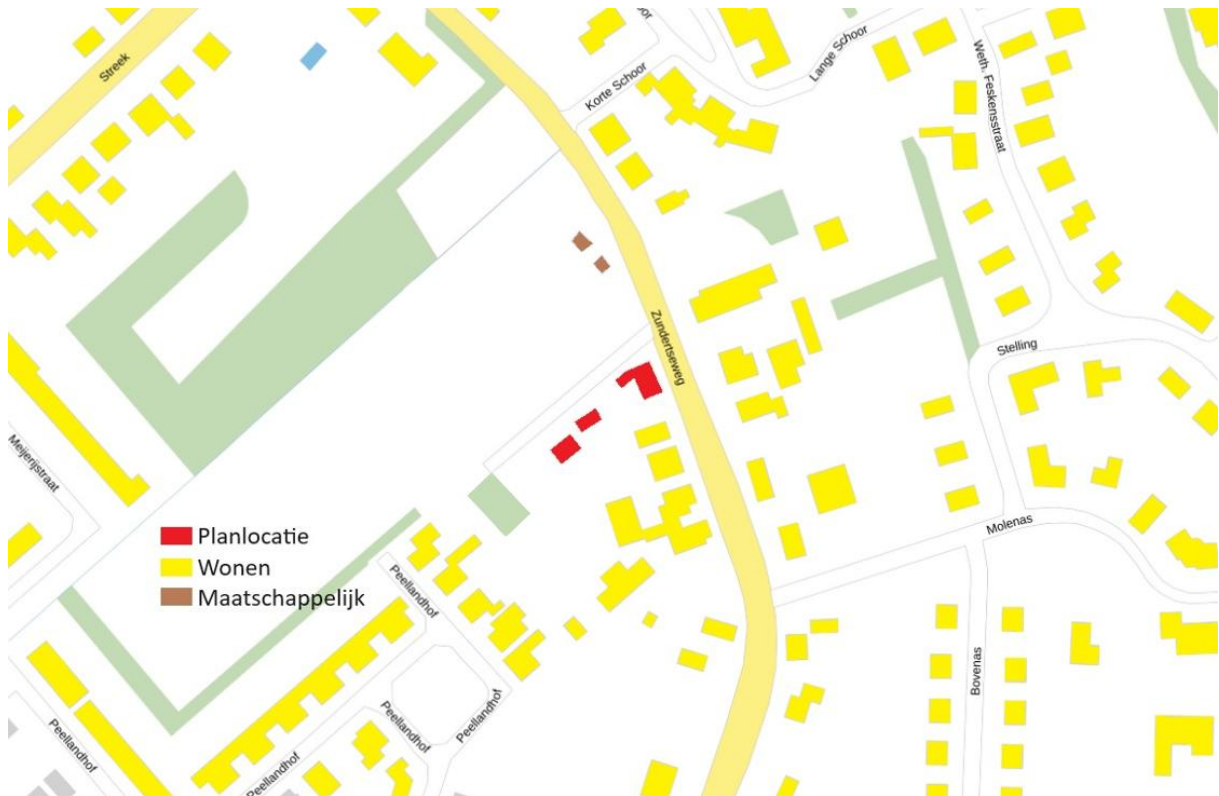 Streek
Korte Schoor
Lange Schoor
Weth. Feskensstraat
Zundertseweg
Stelling
Meijerijstraat
Planlocatie
Wonen
Maatschappelijk
Molenas
Peellandhof
Bovenas
Peellandhof
Peellandhof
Peellandhof
Peellandhof